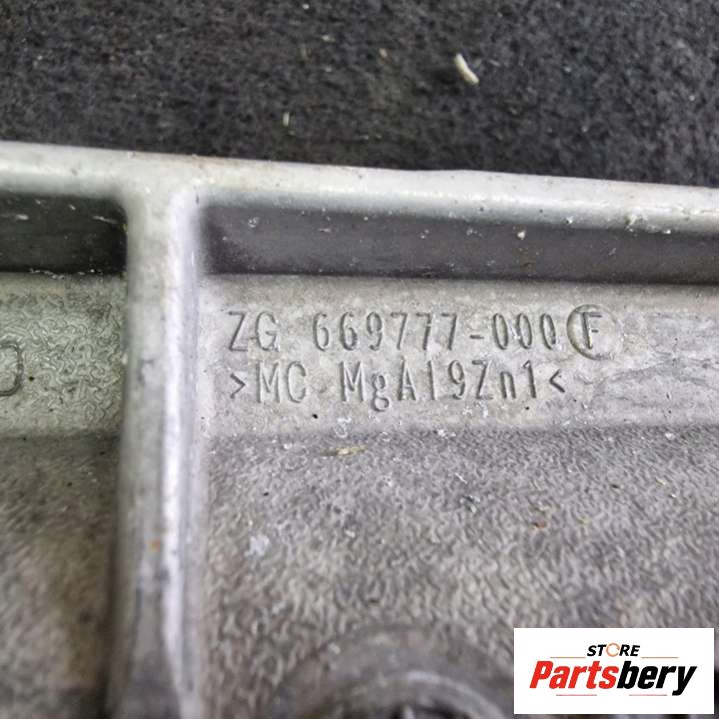 ZG 669777-000 F
>MC MgAl9Zn1<
STORE
Partsbery